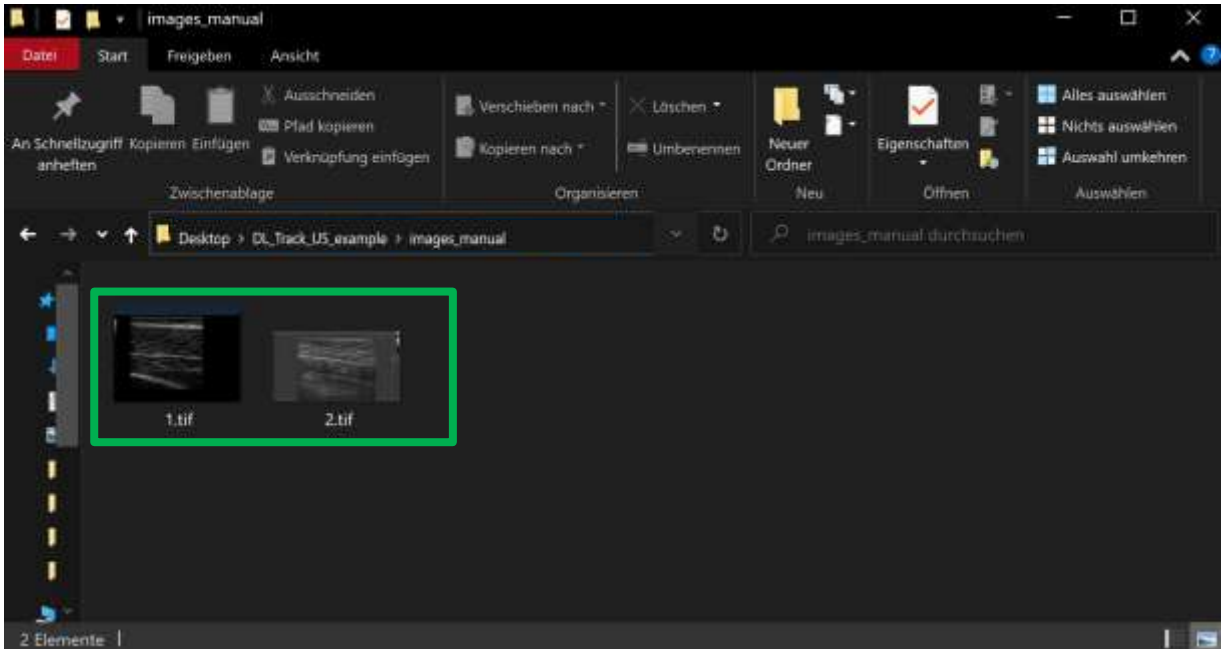 images_manual
Datei Start Freigeben Ansicht
An Schnellzugriff anheften
Kopieren
Einfügen
Ausschneiden
Pfad kopieren
Verknüpfung einfügen
Zwischenablage
Verschieben nach
Kopieren nach
Löschen
Umbenennen
Organisieren
Neuer
Ordner
Neu
Eigenschaften
Öffnen
Alles auswählen
Nichts auswählen
Auswahl umkehren
Auswählen
Desktop › DL_Track_US_example › images_manual
images_manual durchsuchen
1.tif
2.tif
2 Elemente